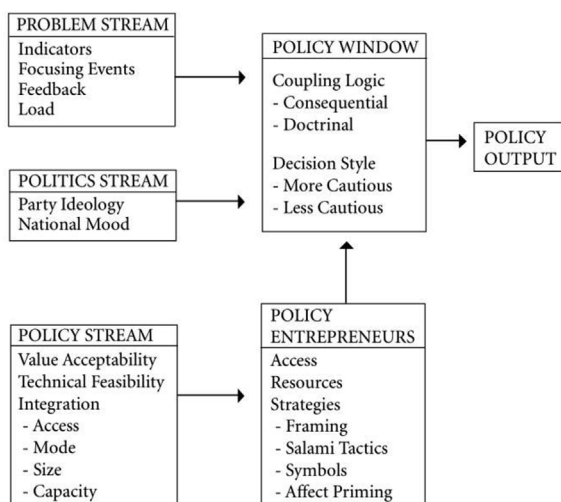 PROBLEM STREAM
Indicators
Focusing Events
Feedback
Load
POLITICS STREAM
Party Ideology
National Mood
POLICY STREAM
Value Acceptability
Technical Feasibility
Integration
- Access
- Mode
- Size
- Capacity
POLICY WINDOW
Coupling Logic
- Consequential
- Doctrinal
Decision Style
- More Cautious
- Less Cautious
POLICY
ENTREPRENEURS
Access
Resources
Strategies
- Framing
- Salami Tactics
- Symbols
- Affect Priming
POLICY
OUTPUT